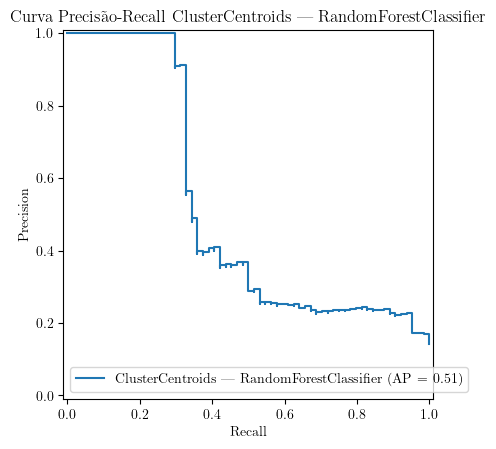 Curva Precisão-Recall ClusterCentroids — RandomForestClassifier
1.0
0.8
0.6
0.4
0.2
0.0
Precision
ClusterCentroids — RandomForestClassifier (AP = 0.51)
0.0 0.2 0.4 0.6 0.8 1.0
Recall